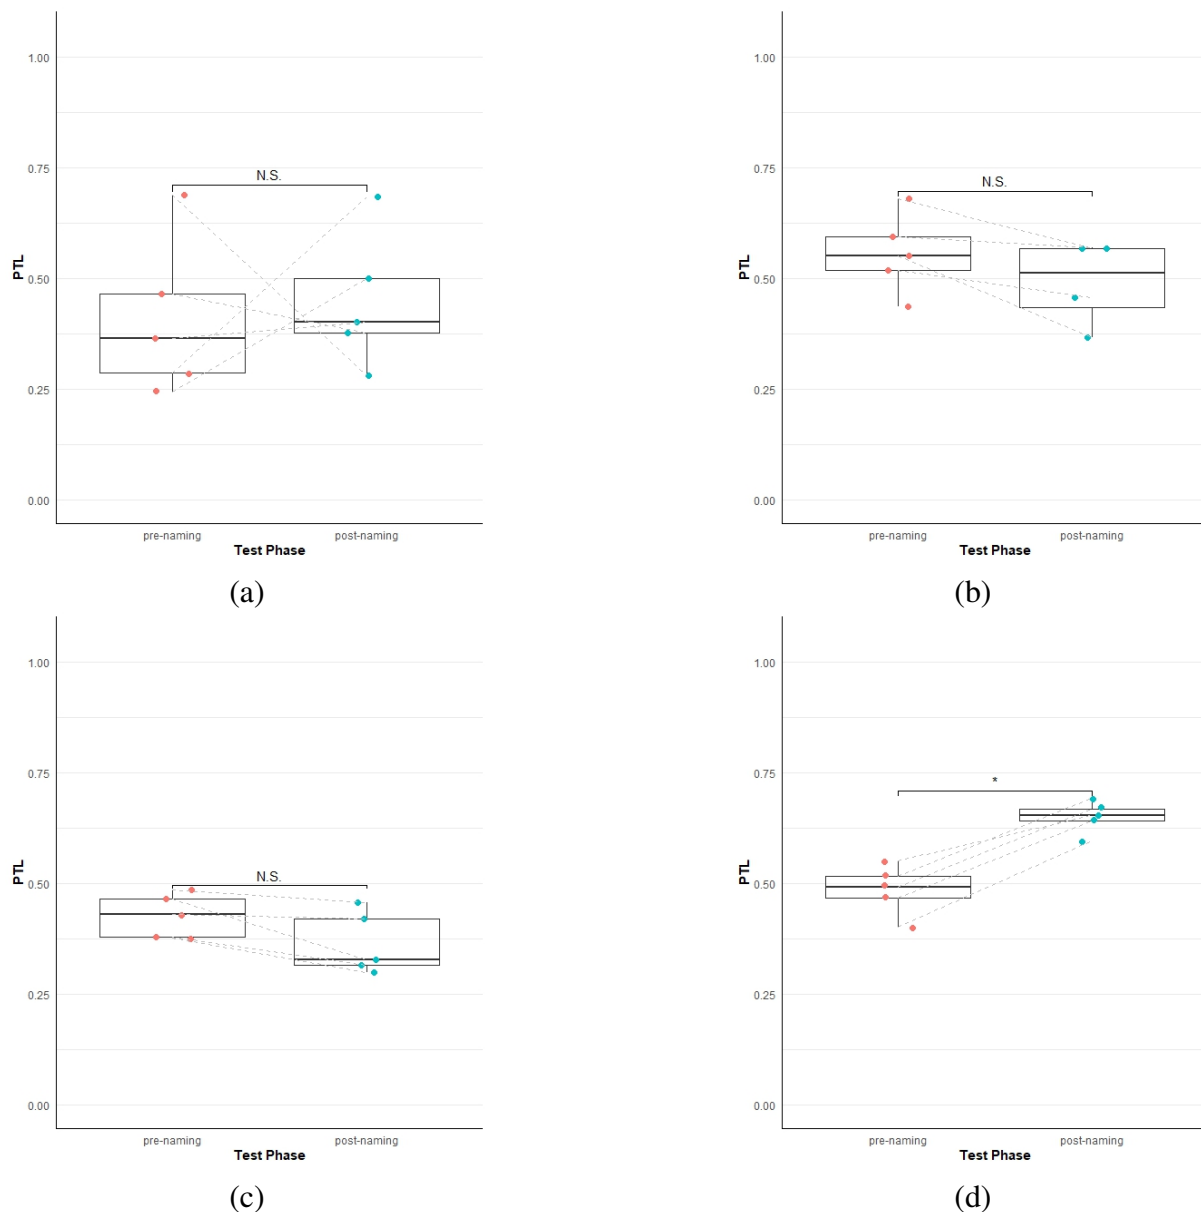 1.00
0.75
0.50
0.25
0.00
PTL
N.S.
pre-naming post-naming
Test Phase
(a)
1.00
0.75
0.50
0.25
0.00
PTL
N.S.
pre-naming post-naming
Test Phase
(b)
1.00
0.75
0.50
0.25
0.00
PTL
N.S.
pre-naming post-naming
Test Phase
(c)
1.00
0.75
0.50
0.25
0.00
PTL
*
pre-naming post-naming
Test Phase
(d)